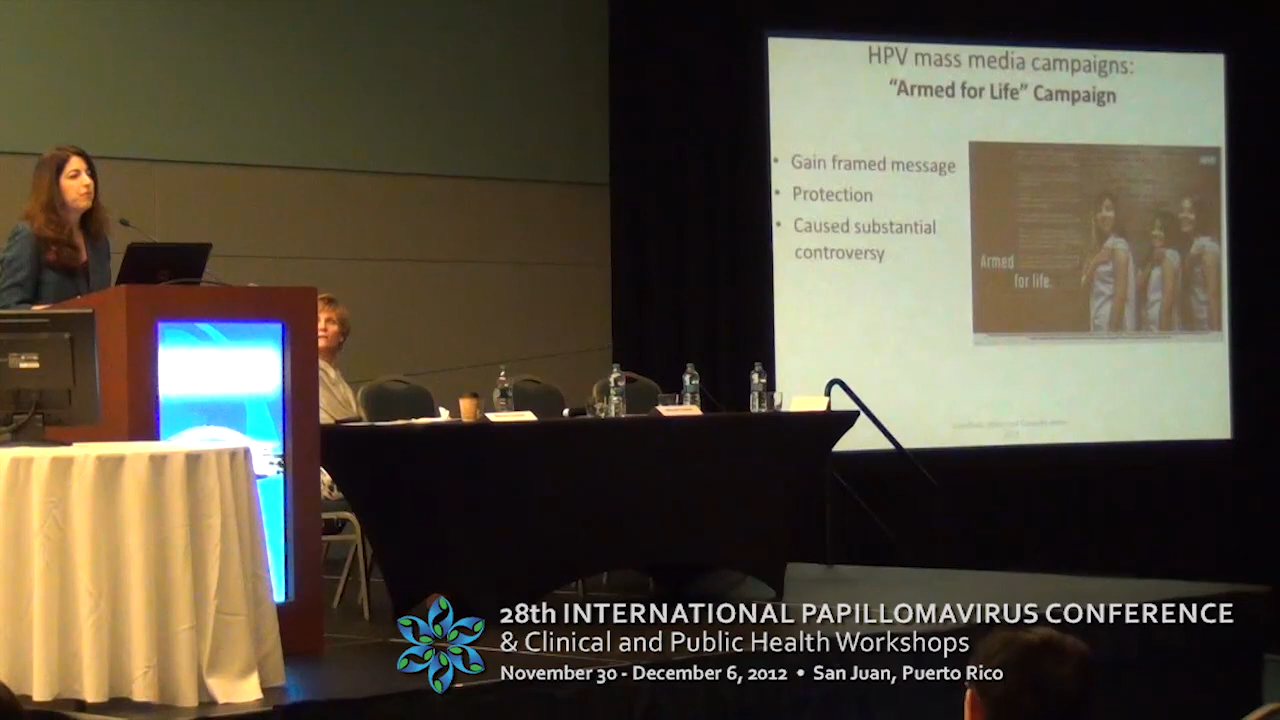 HPV mass media campaigns:
“Armed for Life” Campaign
• Gain framed message
• Protection
• Caused substantial
controversy
Armed
for life.
28th INTERNATIONAL PAPILLOMAVIRUS CONFERENCE
& Clinical and Public Health Workshops
November 30 - December 6, 2012 • San Juan, Puerto Rico